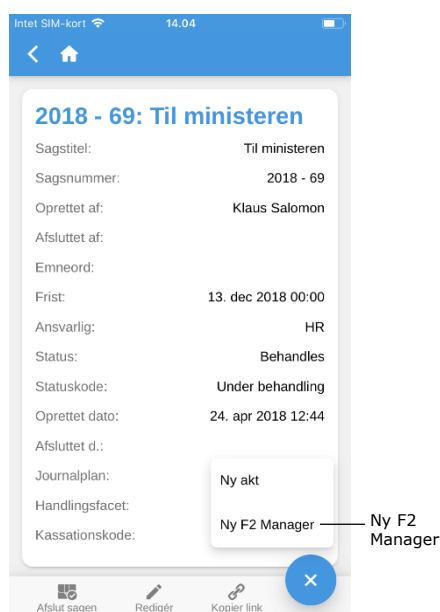 Intet SIM-kort 14.04
2018 - 69: Til ministeren
Sagstitel: Til ministeren
Sagsnummer: 2018 - 69
Oprettet af: Klaus Salomon
Afsluttet af:
Emneord:
Frist: 13. dec 2018 00:00
Ansvarlig: HR
Status: Behandles
Statuskode: Under behandling
Oprettet dato: 24. apr 2018 12:44
Afsluttet d.:
Journalplan:
Ny akt
Handlingsfacet:
Ny F2 Manager
Ny F2
Manager
Kassationskode:
Afslut sagen Redigér Kopier link